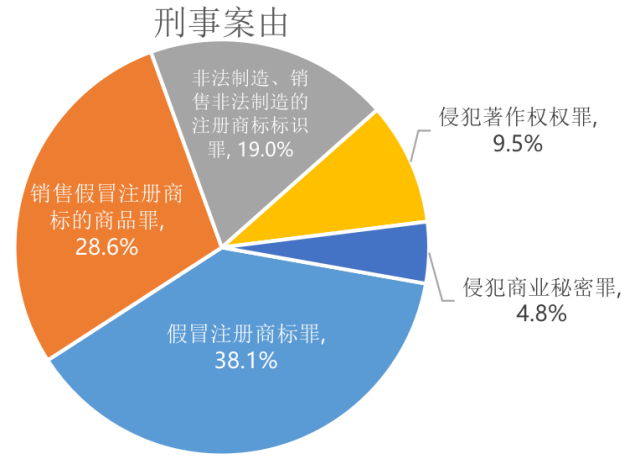 刑事案由
非法制造、销
售非法制造的
注册商标标识
罪, 19.0%
侵犯著作权权罪,
9.5%
销售假冒注册商
标的商品罪,
28.6%
侵犯商业秘密罪,
4.8%
假冒注册商标罪,
38.1%